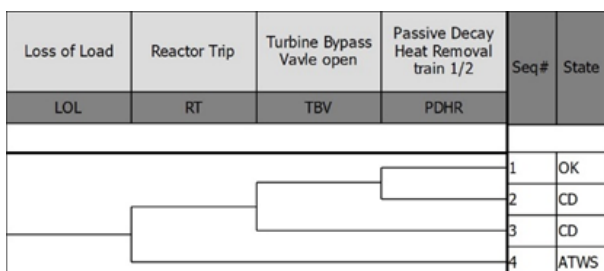 Loss of Load
Reactor Trip
Turbine Bypass
Vavle open
Passive Decay
Heat Removal
train 1/2
Seq#
State
LOL
RT
TBV
PDHR
1
OK
2
CD
3
CD
4
ATWS